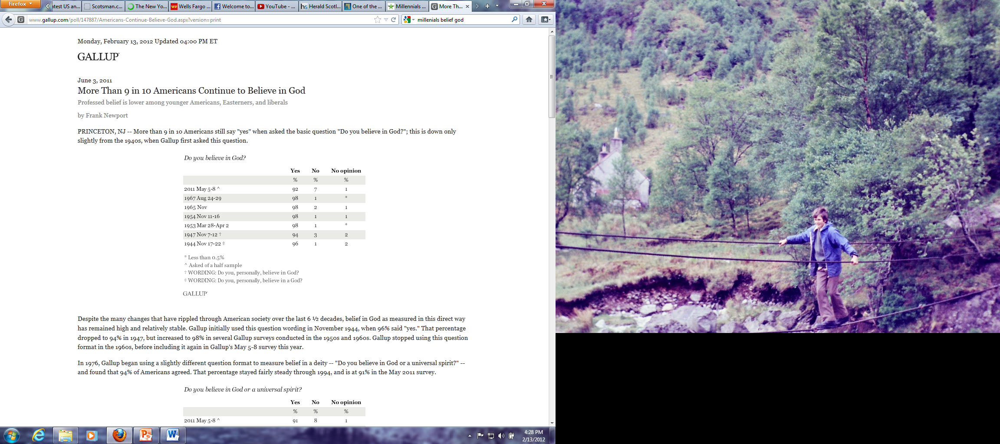 Firefox
atest US an...
Scotsman.c...
The New Yo...
Wells Fargo ...
Welcome to...
YouTube - ...
Herald Scotl...
One of the ...
Millennials ...
More Th...
www.gallup.com/poll/147887/Americans-Continue-Believe-God.aspx?version=print
millenials belief god
Monday, February 13, 2012 Updated 04:00 PM ET
GALLUP
June 3, 2011
More Than 9 in 10 Americans Continue to Believe in God
Professed belief is lower among younger Americans, Easterners, and liberals
by Frank Newport
PRINCETON, NJ -- More than 9 in 10 Americans still say "yes" when asked the basic question "Do you believe in God?"; this is down only
slightly from the 1940s, when Gallup first asked this question.
Do you believe in God?
Yes No No opinion
% % %
2011 May 5-8 ^ 92 7 1
1967 Aug 24-29 98 1 *
1965 Nov 98 2 1
1954 Nov 11-16 98 1 1
1953 Mar 28-Apr 2 98 1 *
1947 Nov 7-12 † 94 3 2
1944 Nov 17-22 ‡ 96 1 2
* Less than 0.5%
^ Asked of a half sample
† WORDING: Do you, personally, believe in God?
‡ WORDING: Do you, personally, believe in a God?
GALLUP
Despite the many changes that have rippled through American society over the last 6 ½ decades, belief in God as measured in this direct way
has remained high and relatively stable. Gallup initially used this question wording in November 1944, when 96% said "yes." That percentage
dropped to 94% in 1947, but increased to 98% in several Gallup surveys conducted in the 1950s and 1960s. Gallup stopped using this question
format in the 1960s, before including it again in Gallup's May 5-8 survey this year.
In 1976, Gallup began using a slightly different question format to measure belief in a deity -- "Do you believe in God or a universal spirit?" --
and found that 94% of Americans agreed. That percentage stayed fairly steady through 1994, and is at 91% in the May 2011 survey.
Do you believe in God or a universal spirit?
Yes No No opinion
% % %
2011 May 5-8 ^ 91 8 1
4:28 PM
2/13/2012